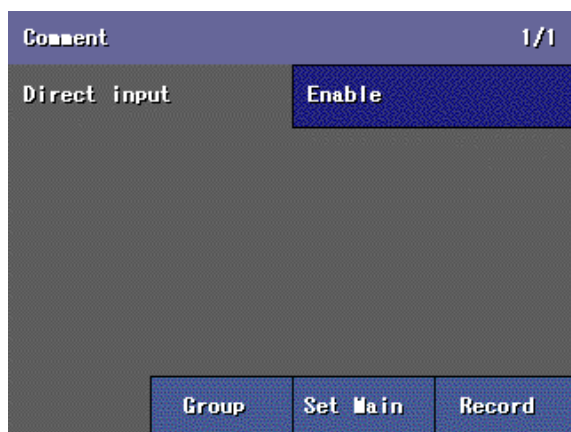 Comment 1/1
Direct input Enable
Group Set Main Record